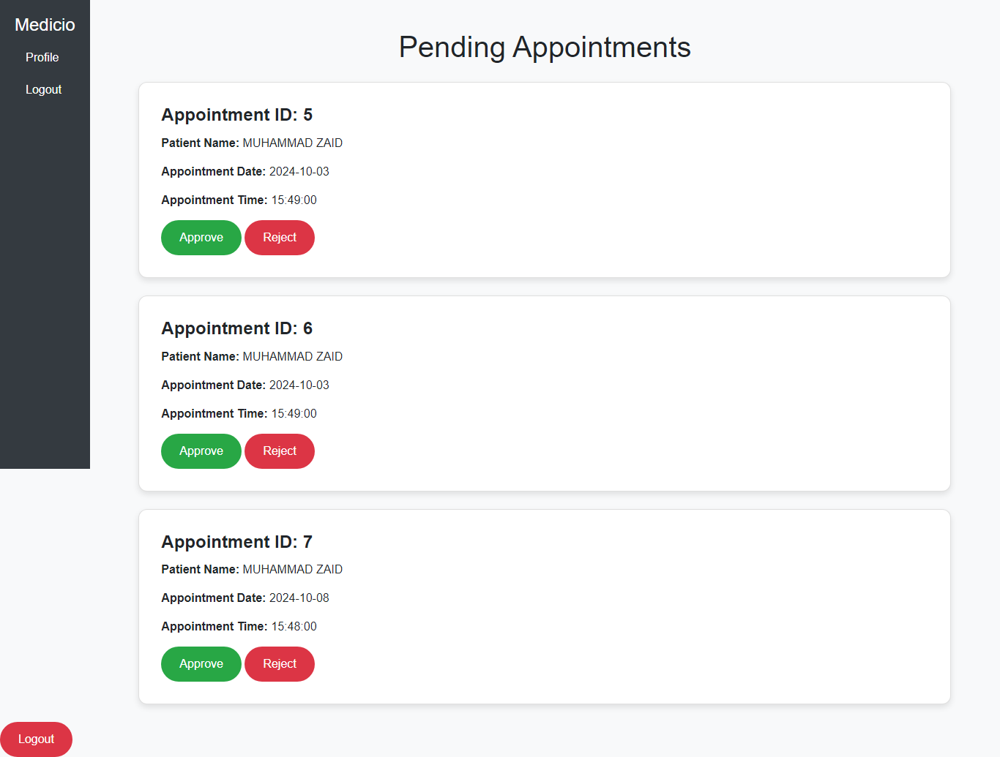 Medicio
Profile
Logout
Pending Appointments
Appointment ID: 5
Patient Name: MUHAMMAD ZAID
Appointment Date: 2024-10-03
Appointment Time: 15:49:00
Approve Reject
Appointment ID: 6
Patient Name: MUHAMMAD ZAID
Appointment Date: 2024-10-03
Appointment Time: 15:49:00
Approve Reject
Appointment ID: 7
Patient Name: MUHAMMAD ZAID
Appointment Date: 2024-10-08
Appointment Time: 15:48:00
Approve Reject
Logout